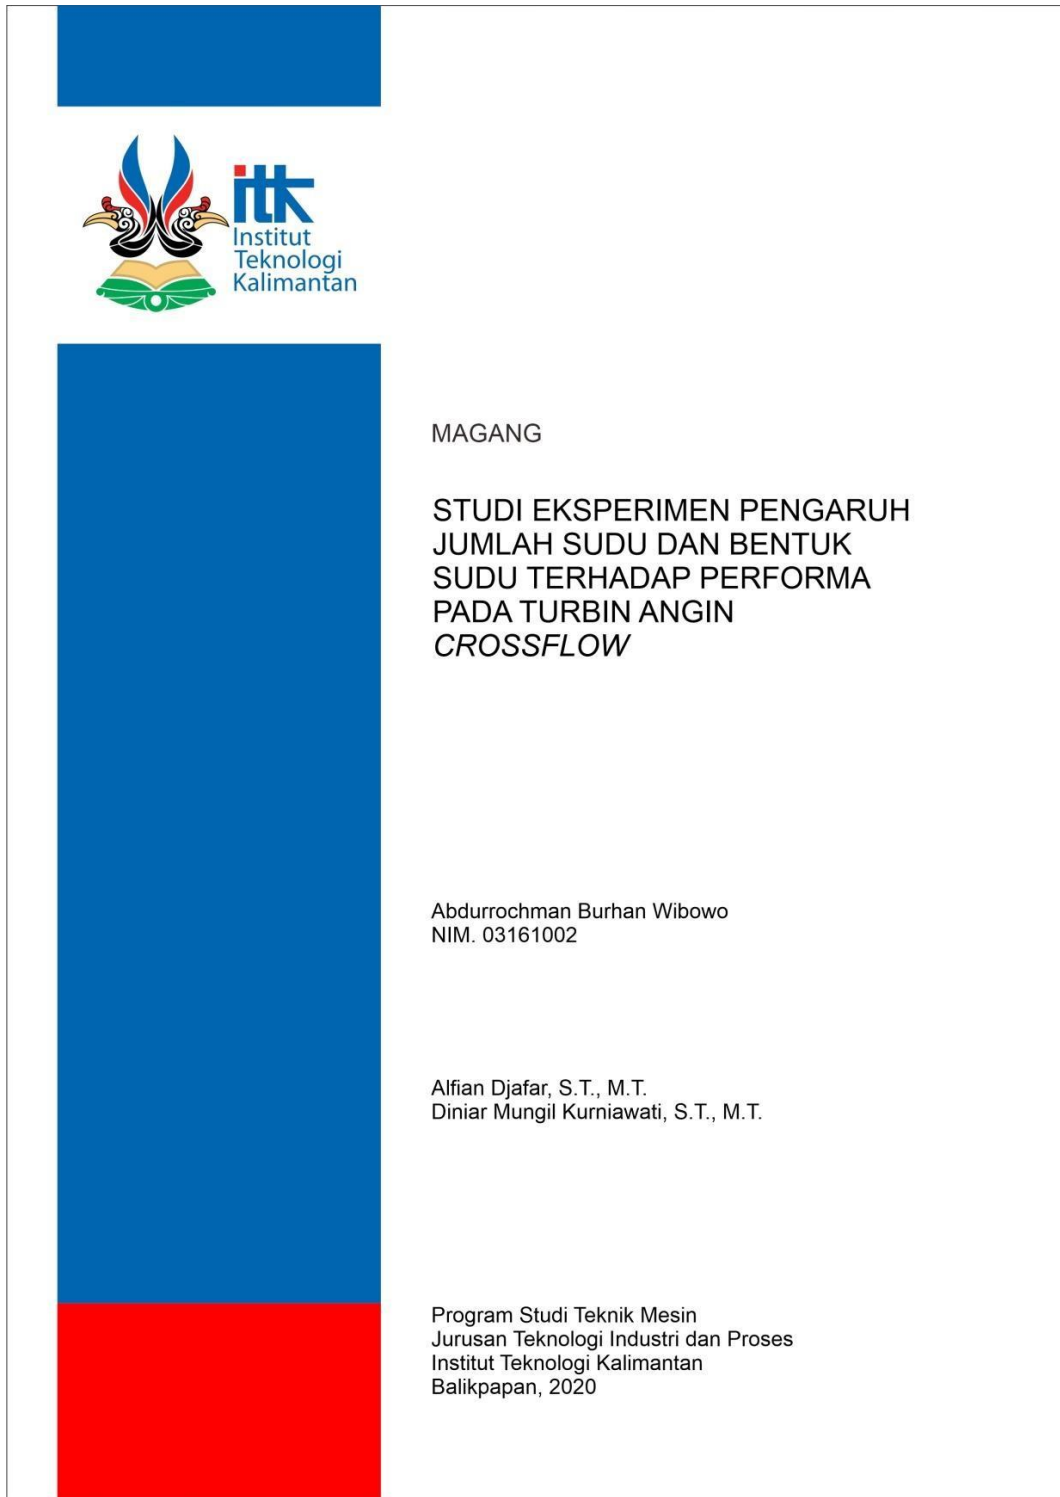 itk
Institut
Teknologi
Kalimantan
MAGANG
STUDI EKSPERIMEN PENGARUH
JUMLAH SUDU DAN BENTUK
SUDU TERHADAP PERFORMA
PADA TURBIN ANGIN
CROSSFLOW
Abdurrochman Burhan Wibowo
NIM. 03161002
Alfian Djafar, S.T., M.T.
Diniar Mungil Kurniawati, S.T., M.T.
Program Studi Teknik Mesin
Jurusan Teknologi Industri dan Proses
Institut Teknologi Kalimantan
Balikpapan, 2020